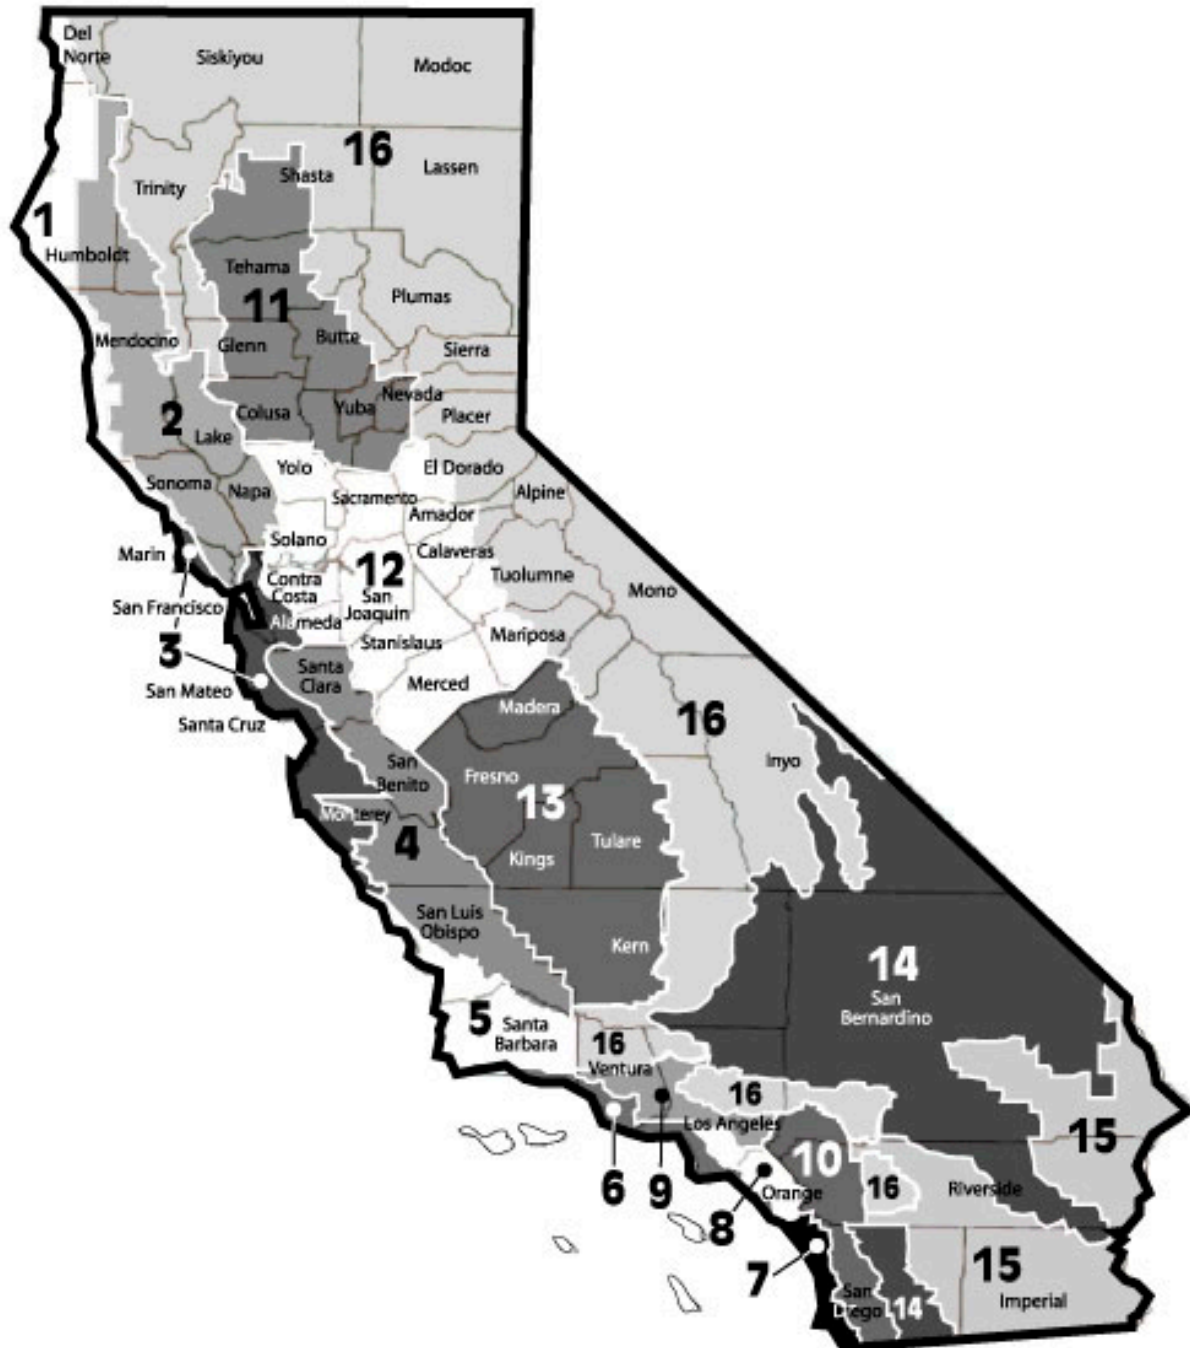 Del
Norte
Siskiyou
Modoc
16
Shasta
Lassen
Trinity
1
Humboldt
Tehama
11
Plumas
Mendocino
Glenn
Butte
Sierra
Nevada
2
Colusa
Yuba
Placer
Lake
Yolo
El Dorado
Sonoma
Napa
Sacramento
Alpine
Amador
Solano
Marin
Calaveras
12
Contra
Costa
Tuolumne
San
Joaquin
Mono
San Francisco
Alameda
3
Stanislaus
Mariposa
Santa
Clara
San Mateo
Merced
Santa Cruz
Madera
16
San
Benito
Fresno
Inyo
13
Monterey
4
Kings
Tulare
San Luis
Obispo
Kern
14
San
Bernardino
5
Santa
Barbara
16
Ventura
16
Los Angeles
15
10
6
9
8
Orange
16
Riverside
7
15
San
Diego
14
Imperial